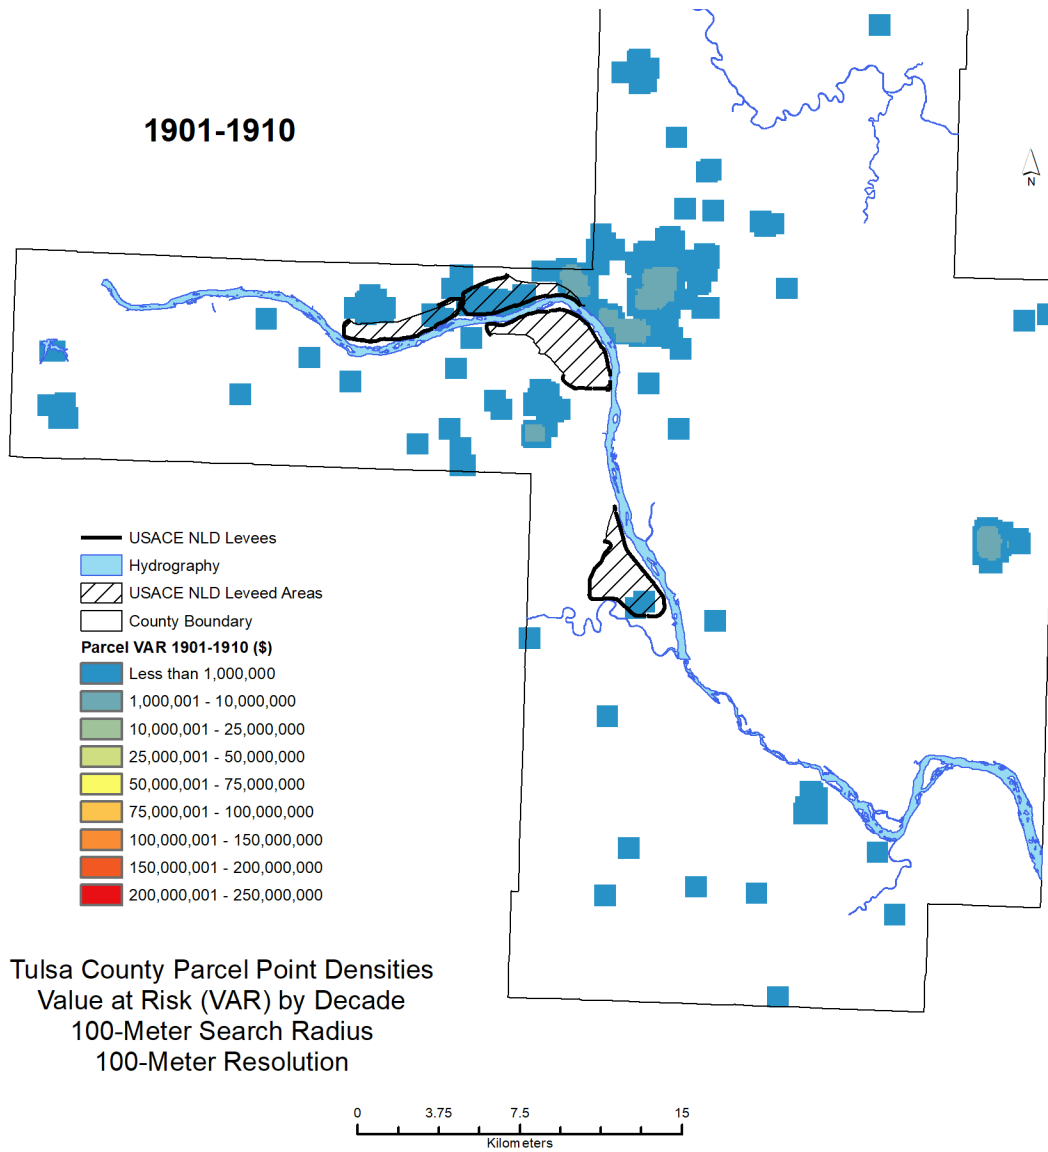 1901-1910
N
USACE NLD Levees
Hydrography
USACE NLD Leveed Areas
County Boundary
Parcel VAR 1901-1910 ($)
Less than 1,000,000
1,000,001 - 10,000,000
10,000,001 - 25,000,000
25,000,001 - 50,000,000
50,000,001 - 75,000,000
75,000,001 - 100,000,000
100,000,001 - 150,000,000
150,000,001 - 200,000,000
200,000,001 - 250,000,000
Tulsa County Parcel Point Densities
Value at Risk (VAR) by Decade
100-Meter Search Radius
100-Meter Resolution
0 3.75 7.5 15
Kilometers